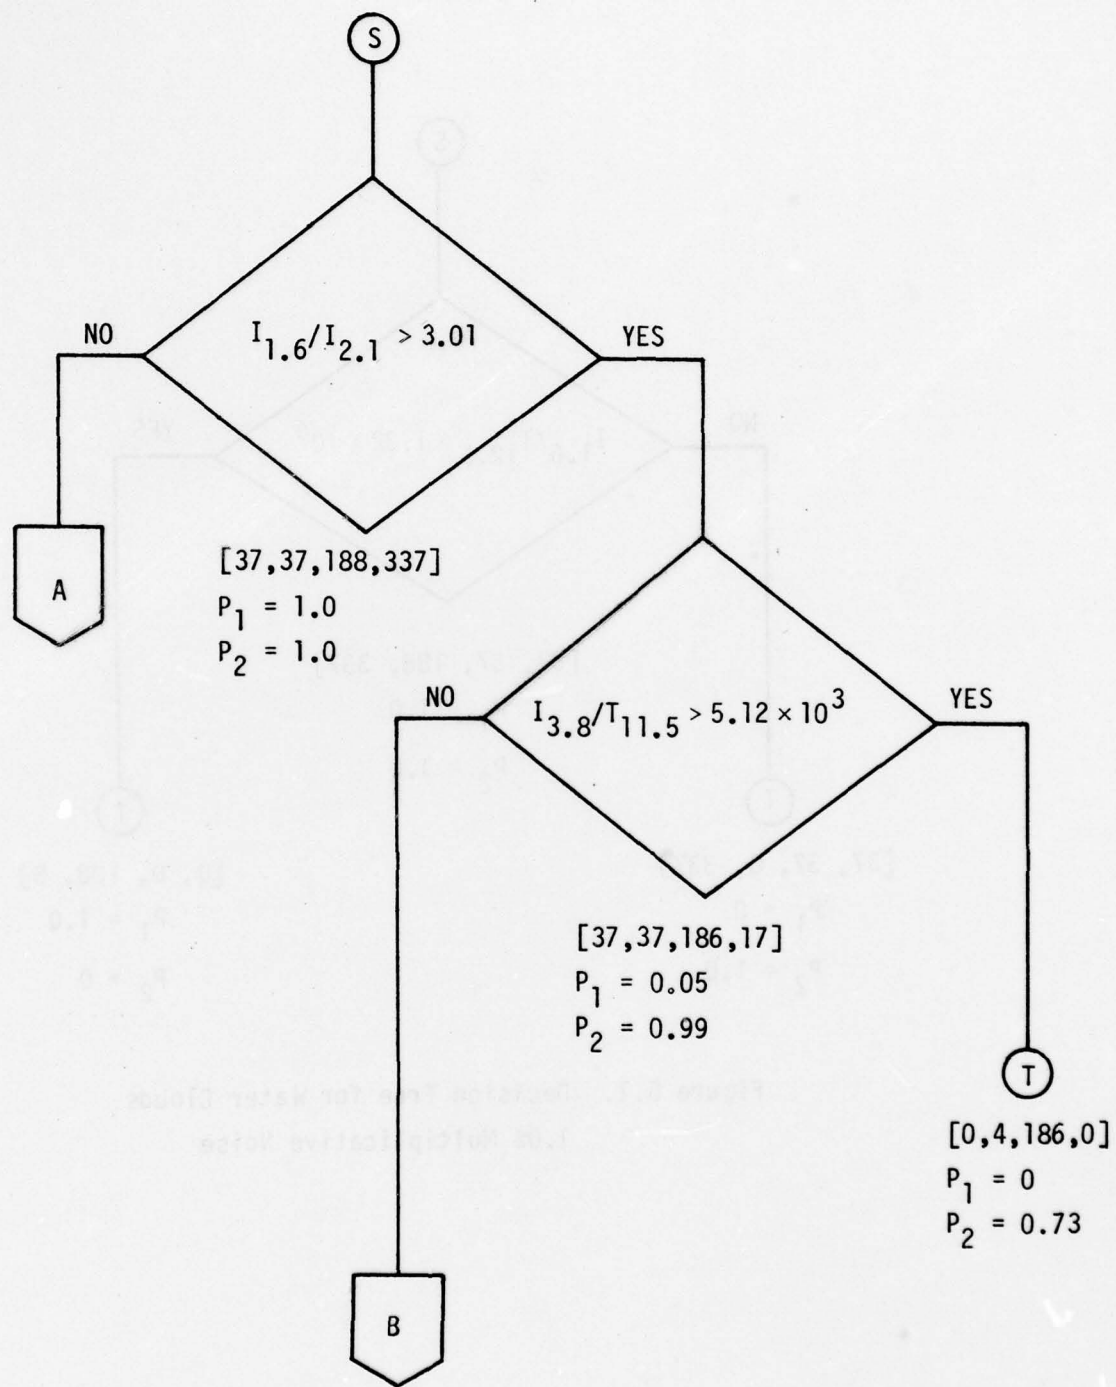 S
I1.6/I2.1 > 3.01
NO
YES
A
[37,37,188,337]
P1 = 1.0
P2 = 1.0
I3.8/T11.5 > 5.12 × 10^3
NO
YES
[37,37,186,17]
P1 = 0.05
P2 = 0.99
T
[0,4,186,0]
P1 = 0
P2 = 0.73
B